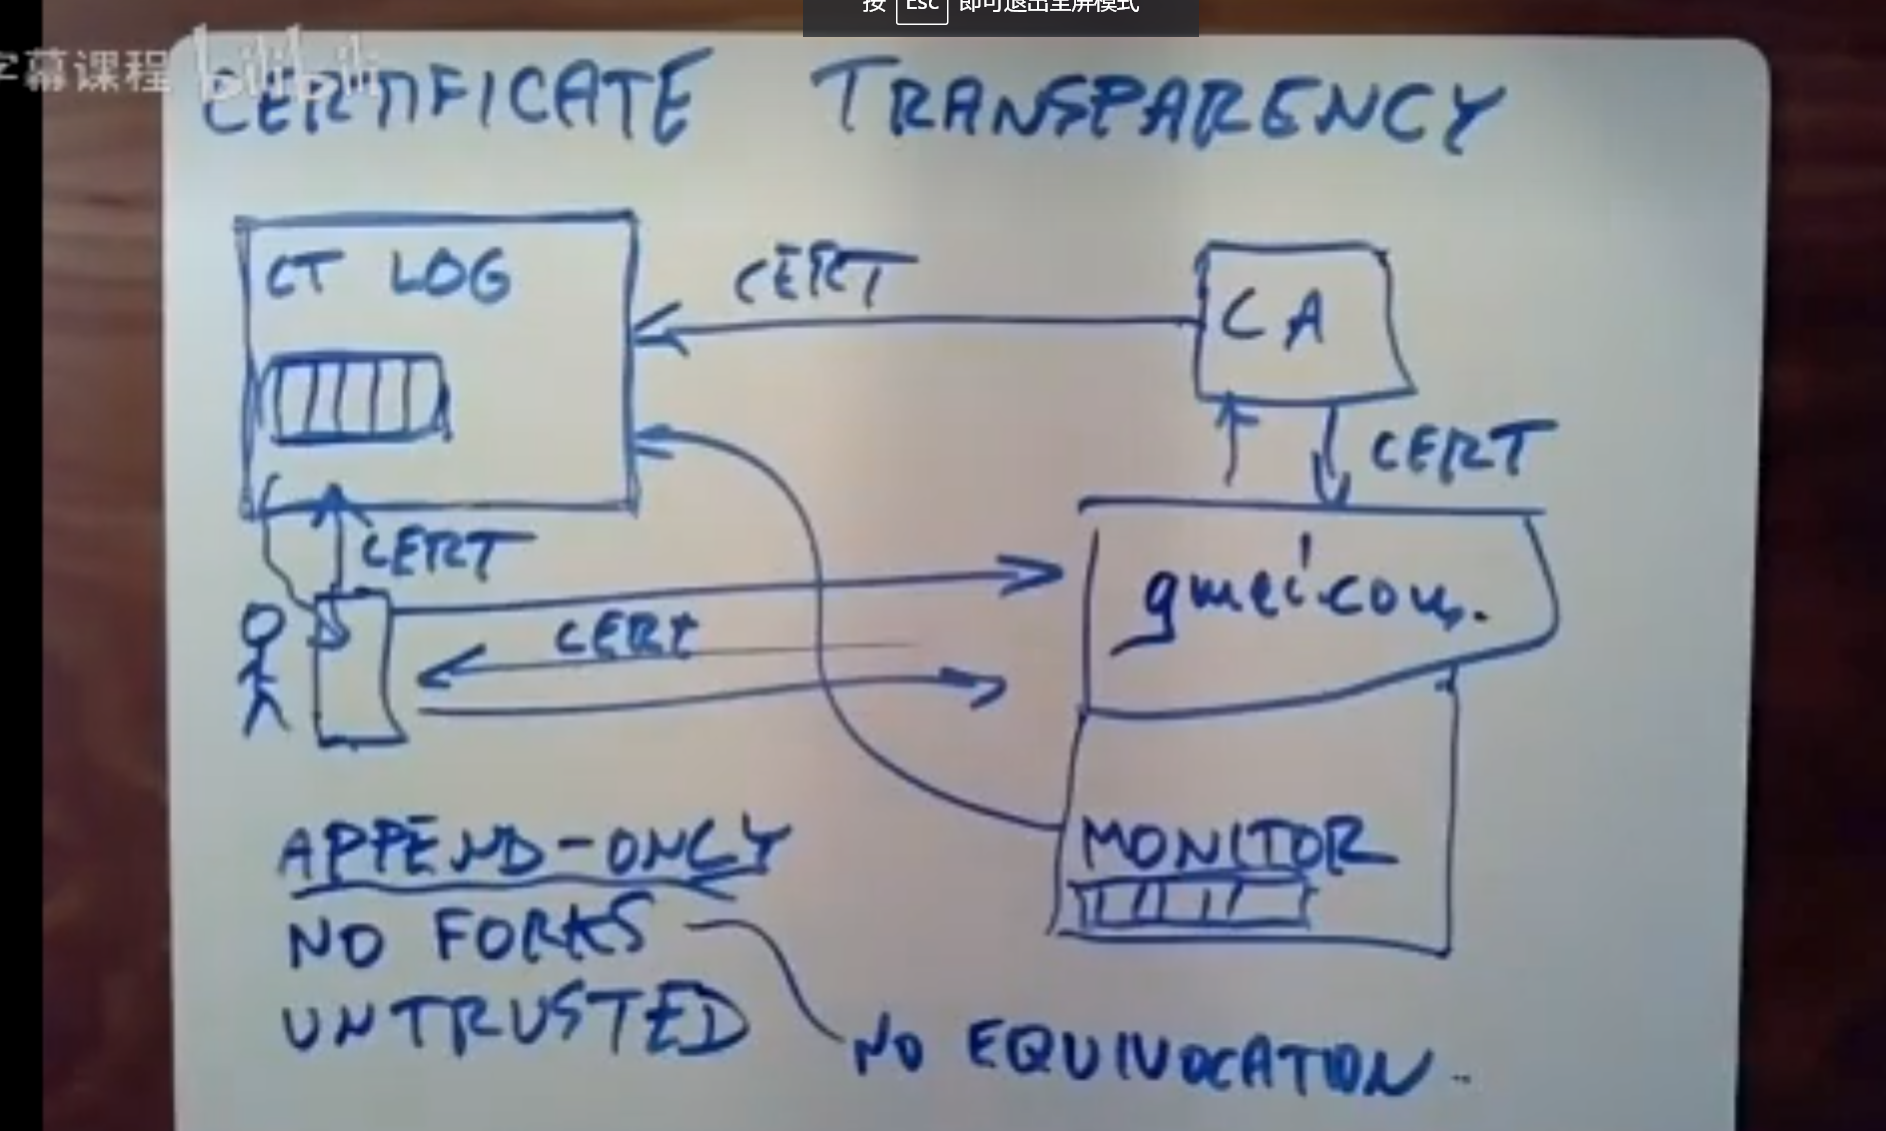 按 Esc 即可退出全屏模式
字幕课程 bilibili
CERTIFICATE TRANSPARENCY
CT LOG
CERT
CA
CERT
CERT
gmail.com.
CERT
MONITOR
APPEND-ONLY
NO FORKS
UNTRUSTED
NO EQUIVOCATION..